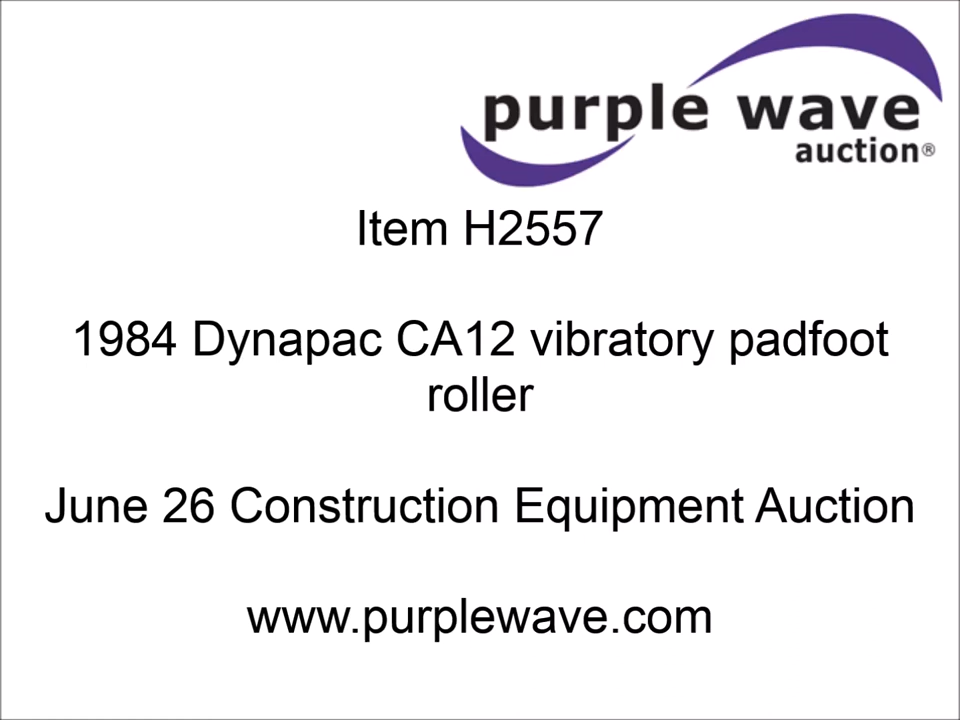 purple wave
auction®
Item H2557
1984 Dynapac CA12 vibratory padfoot
roller
June 26 Construction Equipment Auction
www.purplewave.com